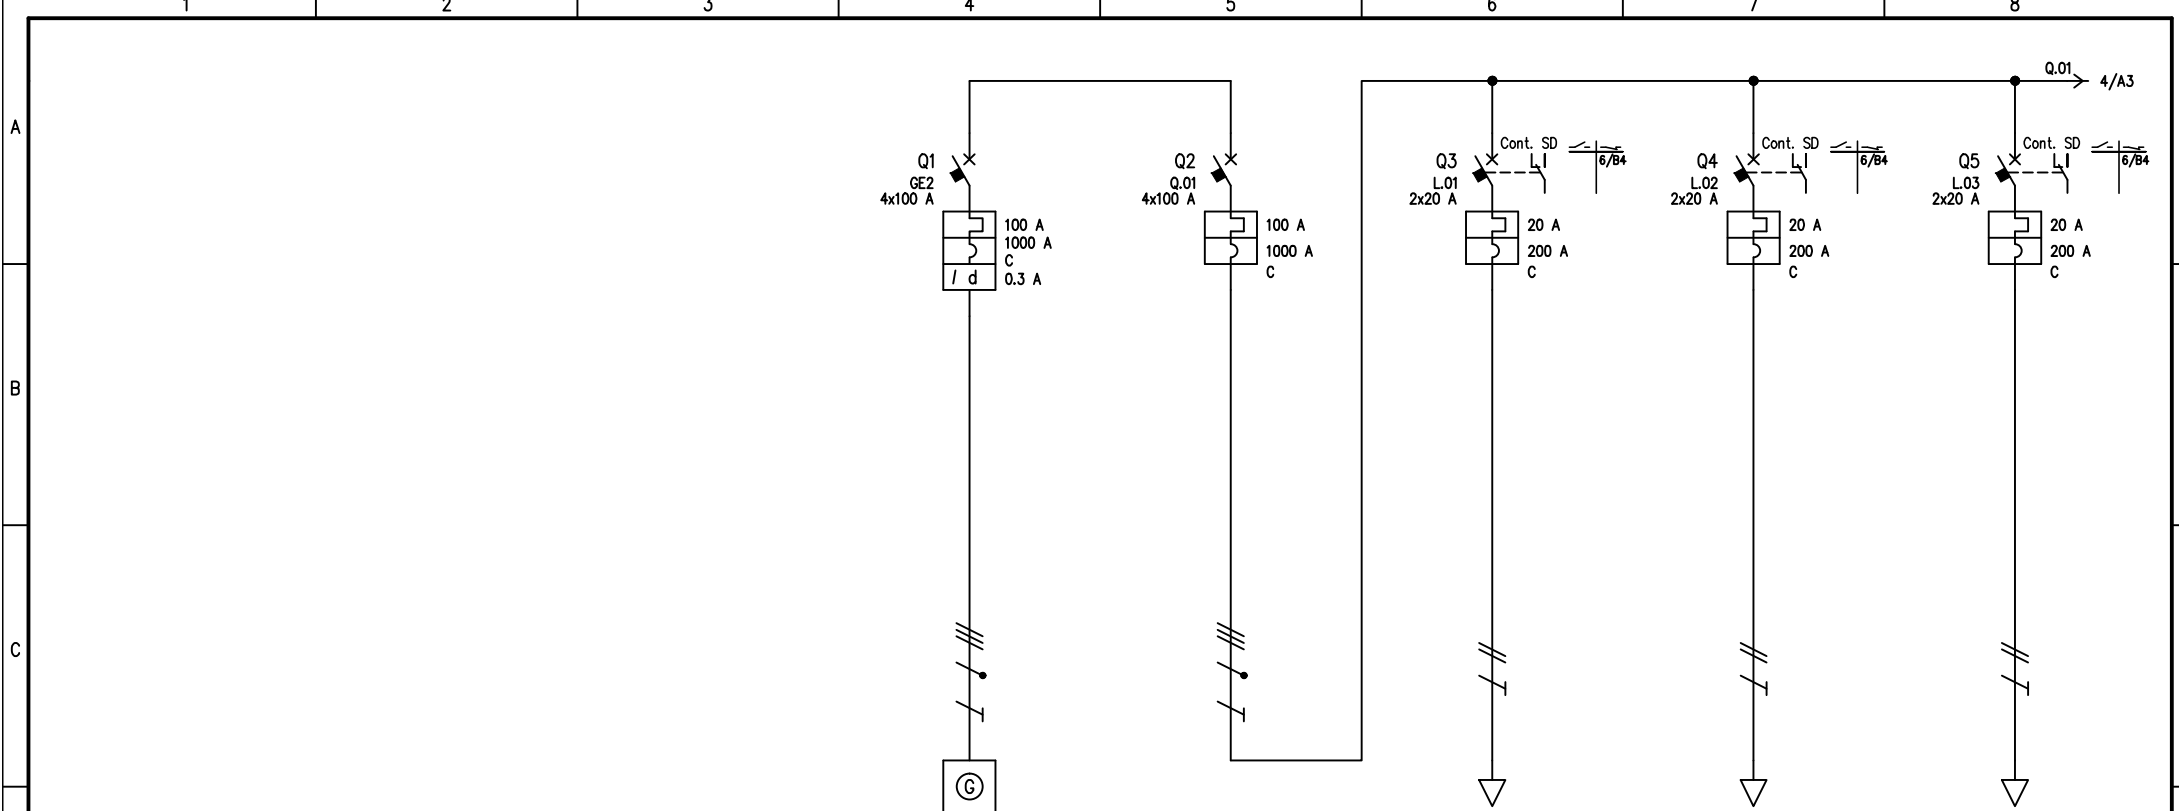 1 2 3 4 5 6 7 8
Q.01 4/A3
A
Q1
GE2
4x100 A
100 A
1000 A
C
0.3 A
I d
Q2
Q.01
4x100 A
100 A
1000 A
C
Q3
L.01
2x20 A
Cont. SD
6/B4
20 A
200 A
C
Q4
L.02
2x20 A
Cont. SD
6/B4
20 A
200 A
C
Q5
L.03
2x20 A
Cont. SD
6/B4
20 A
200 A
C
B
C
G